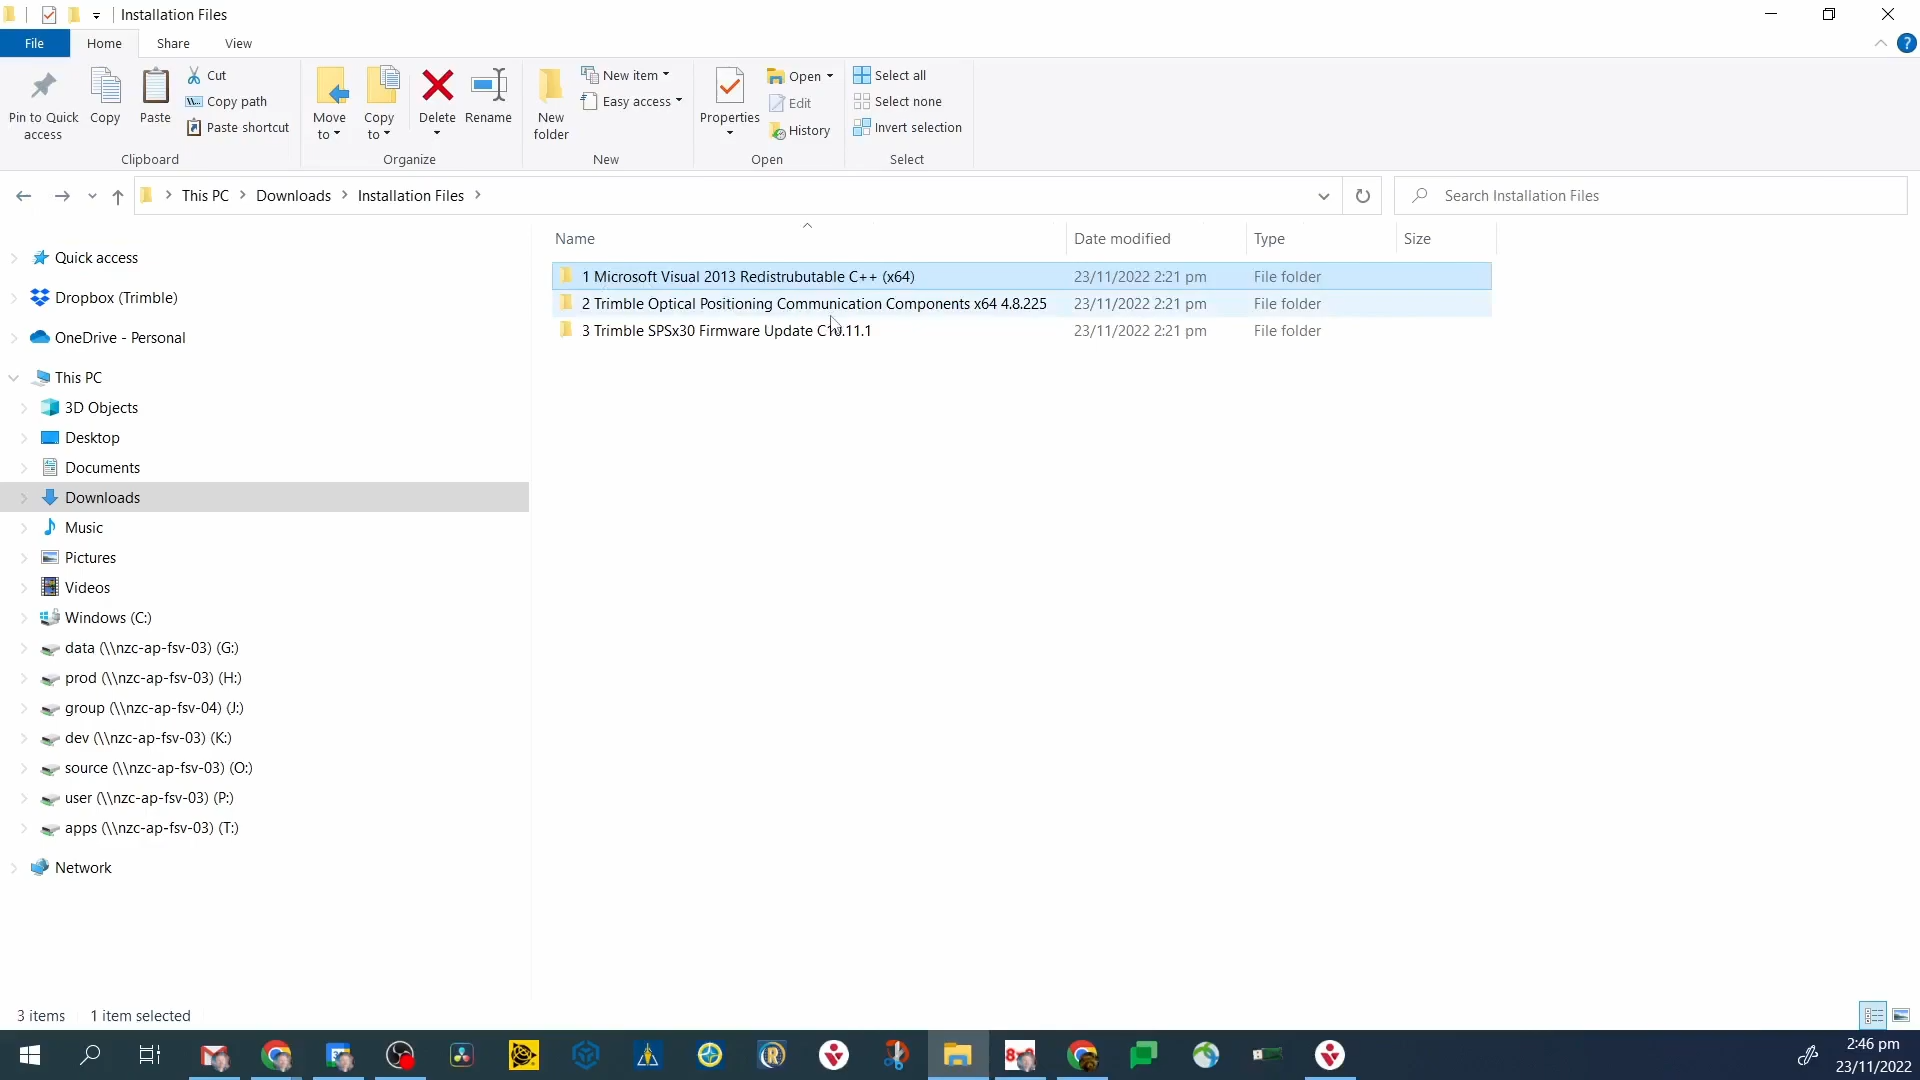 Installation Files
File Home Share View
Pin to Quick access
Copy
Paste
Cut
Copy path
Paste shortcut
Clipboard
Move to
Copy to
Delete
Rename
Organize
New folder
New item
Easy access
New
Properties
Open
Edit
History
Open
Select all
Select none
Invert selection
Select
This PC Downloads Installation Files
Search Installation Files
Name Date modified Type Size
1 Microsoft Visual 2013 Redistrubutable C++ (x64) 23/11/2022 2:21 pm File folder
2 Trimble Optical Positioning Communication Components x64 4.8.225 23/11/2022 2:21 pm File folder
3 Trimble SPSx30 Firmware Update C10.11.1 23/11/2022 2:21 pm File folder
Quick access
Dropbox (Trimble)
OneDrive - Personal
This PC
3D Objects
Desktop
Documents
Downloads
Music
Pictures
Videos
Windows (C:)
data (\\nzc-ap-fsv-03) (G:)
prod (\\nzc-ap-fsv-03) (H:)
group (\\nzc-ap-fsv-04) (J:)
dev (\\nzc-ap-fsv-03) (K:)
source (\\nzc-ap-fsv-03) (O:)
user (\\nzc-ap-fsv-03) (P:)
apps (\\nzc-ap-fsv-03) (T:)
Network
3 items 1 item selected
2:46 pm
23/11/2022